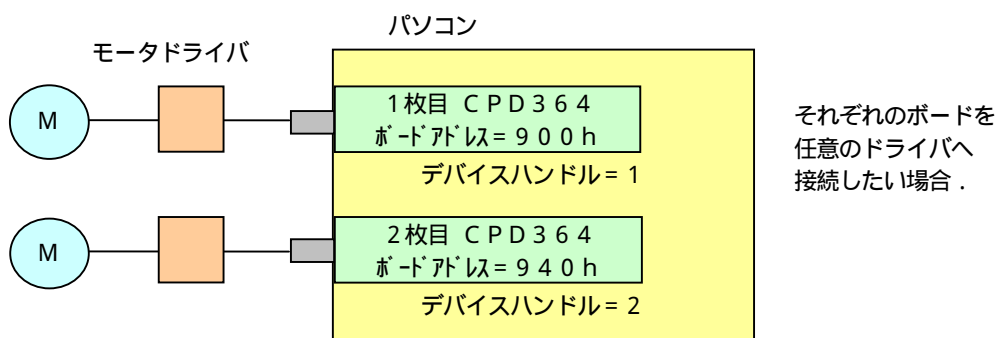 パソコン
モータドライバ
M
1枚目 CPD364
ﾎﾞｰﾄﾞｱﾄﾞﾚｽ=900h
デバイスハンドル=1
それぞれのボードを
任意のドライバへ
接続したい場合.
M
2枚目 CPD364
ﾎﾞｰﾄﾞｱﾄﾞﾚｽ=940h
デバイスハンドル=2